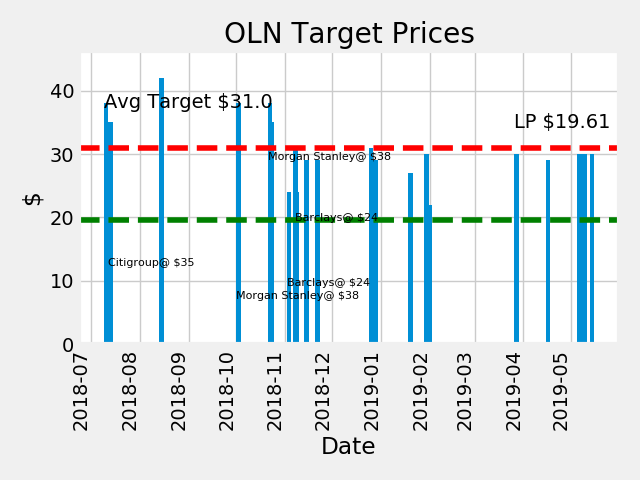 OLN Target Prices
40
Avg Target $31.0
LP $19.61
30
Morgan Stanley@ $38
20
Barclays@ $24
Citigroup@ $35
10
Barclays@ $24
Morgan Stanley@ $38
0
$
2018-07
2018-08
2018-09
2018-10
2018-11
2018-12
2019-01
2019-02
2019-03
2019-04
2019-05
Date